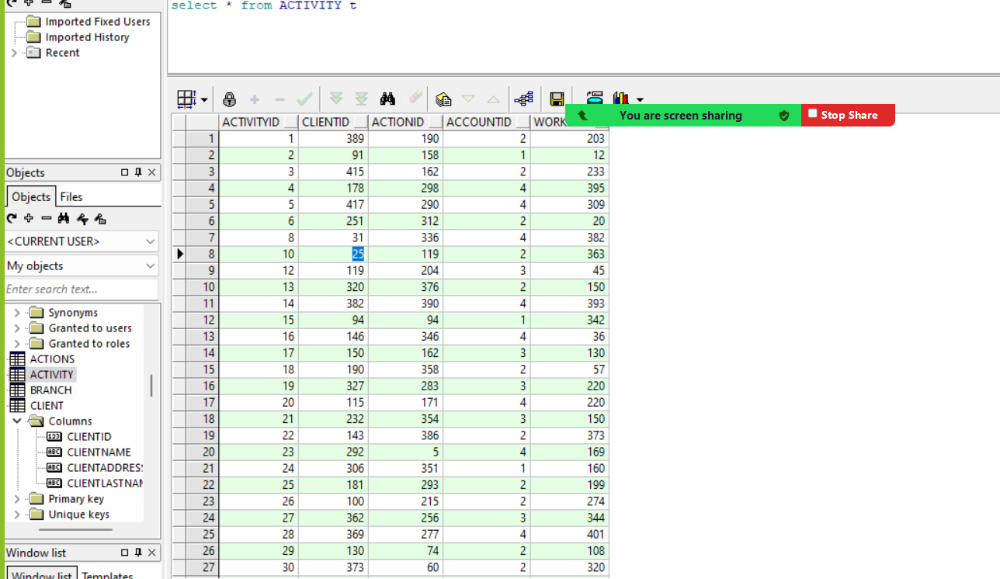 select * from ACTIVITY t
Imported Fixed Users
Imported History
Recent
You are screen sharing
Stop Share
ACTIVITYID CLIENTID ACTIONID ACCOUNTID WORK
1 1 389 190 2 203
2 2 91 158 1 12
3 3 415 162 2 233
4 4 178 298 4 395
5 5 417 290 4 309
6 6 251 312 2 20
7 8 31 336 4 382
8 10 25 119 2 363
9 12 119 204 3 45
10 13 320 376 2 150
11 14 382 390 4 393
12 15 94 94 1 342
13 16 146 346 4 36
14 17 150 162 3 130
15 18 190 358 2 57
16 19 327 283 3 220
17 20 115 171 4 220
18 21 232 354 3 150
19 22 143 386 2 373
20 23 292 5 4 169
21 24 306 351 1 160
22 25 181 293 2 199
23 26 100 215 2 274
24 27 362 256 3 344
25 28 369 277 4 401
26 29 130 74 2 108
27 30 373 60 2 320
Objects
Objects Files
<CURRENT USER>
My objects
Enter search text...
Synonyms
Granted to users
Granted to roles
ACTIONS
ACTIVITY
BRANCH
CLIENT
Columns
123 CLIENTID
ABC CLIENTNAME
ABC CLIENTADDRES
ABC CLIENTLASTNA
Primary key
Unique keys
Window list
Window list Templates